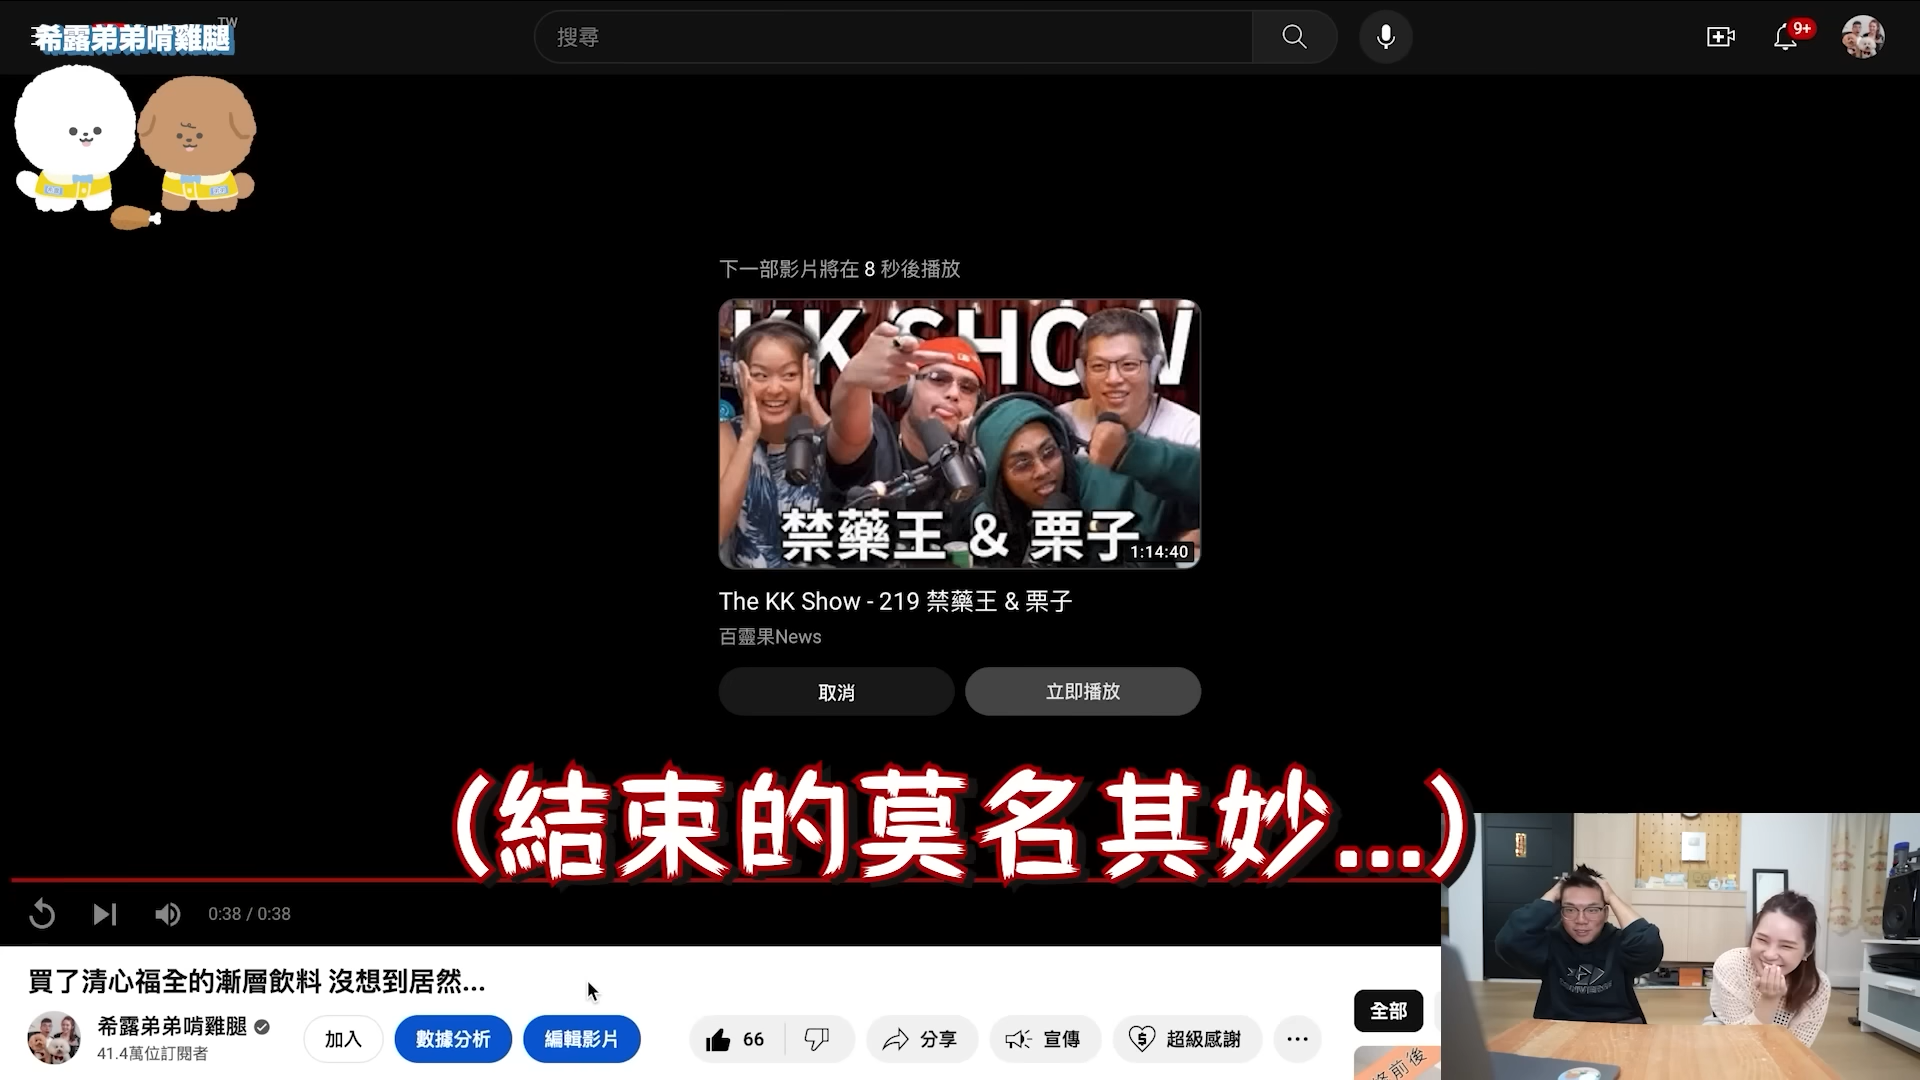 TW
希露弟弟啃雞腿
搜尋
9+
下一部影片將在 8 秒後播放
KK SHOW
禁藥王 & 栗子
1:14:40
The KK Show - 219 禁藥王 & 栗子
百靈果News
取消
立即播放
(結束的莫名其妙...)
0:38 / 0:38
買了清心福全的漸層飲料 沒想到居然...
希露弟弟啃雞腿
41.4萬位訂閱者
加入
數據分析
編輯影片
66
分享
宣傳
超級感謝
全部
前後